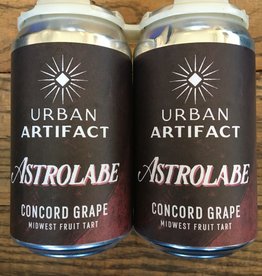 URBAN
ARTIFACT
ASTROLABE
CONCORD GRAPE
MIDWEST FRUIT TART
URBAN
ARTIFACT
ASTROLABE
CONCORD GRAPE
MIDWEST FRUIT TART